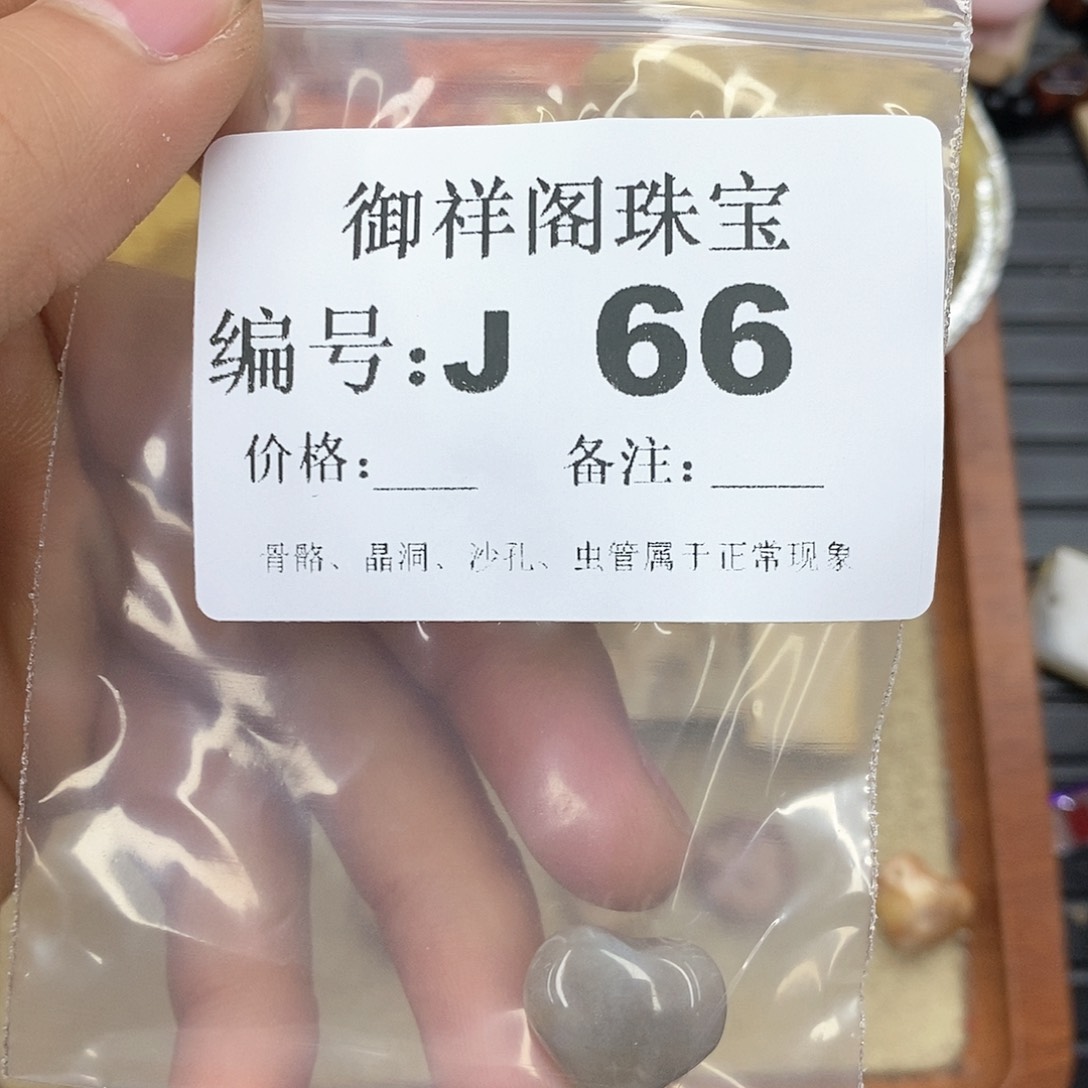 御祥阁珠宝
编号:J 66
价格:____ 备注:____
骨骼、晶洞、沙孔、虫管属于正常现象